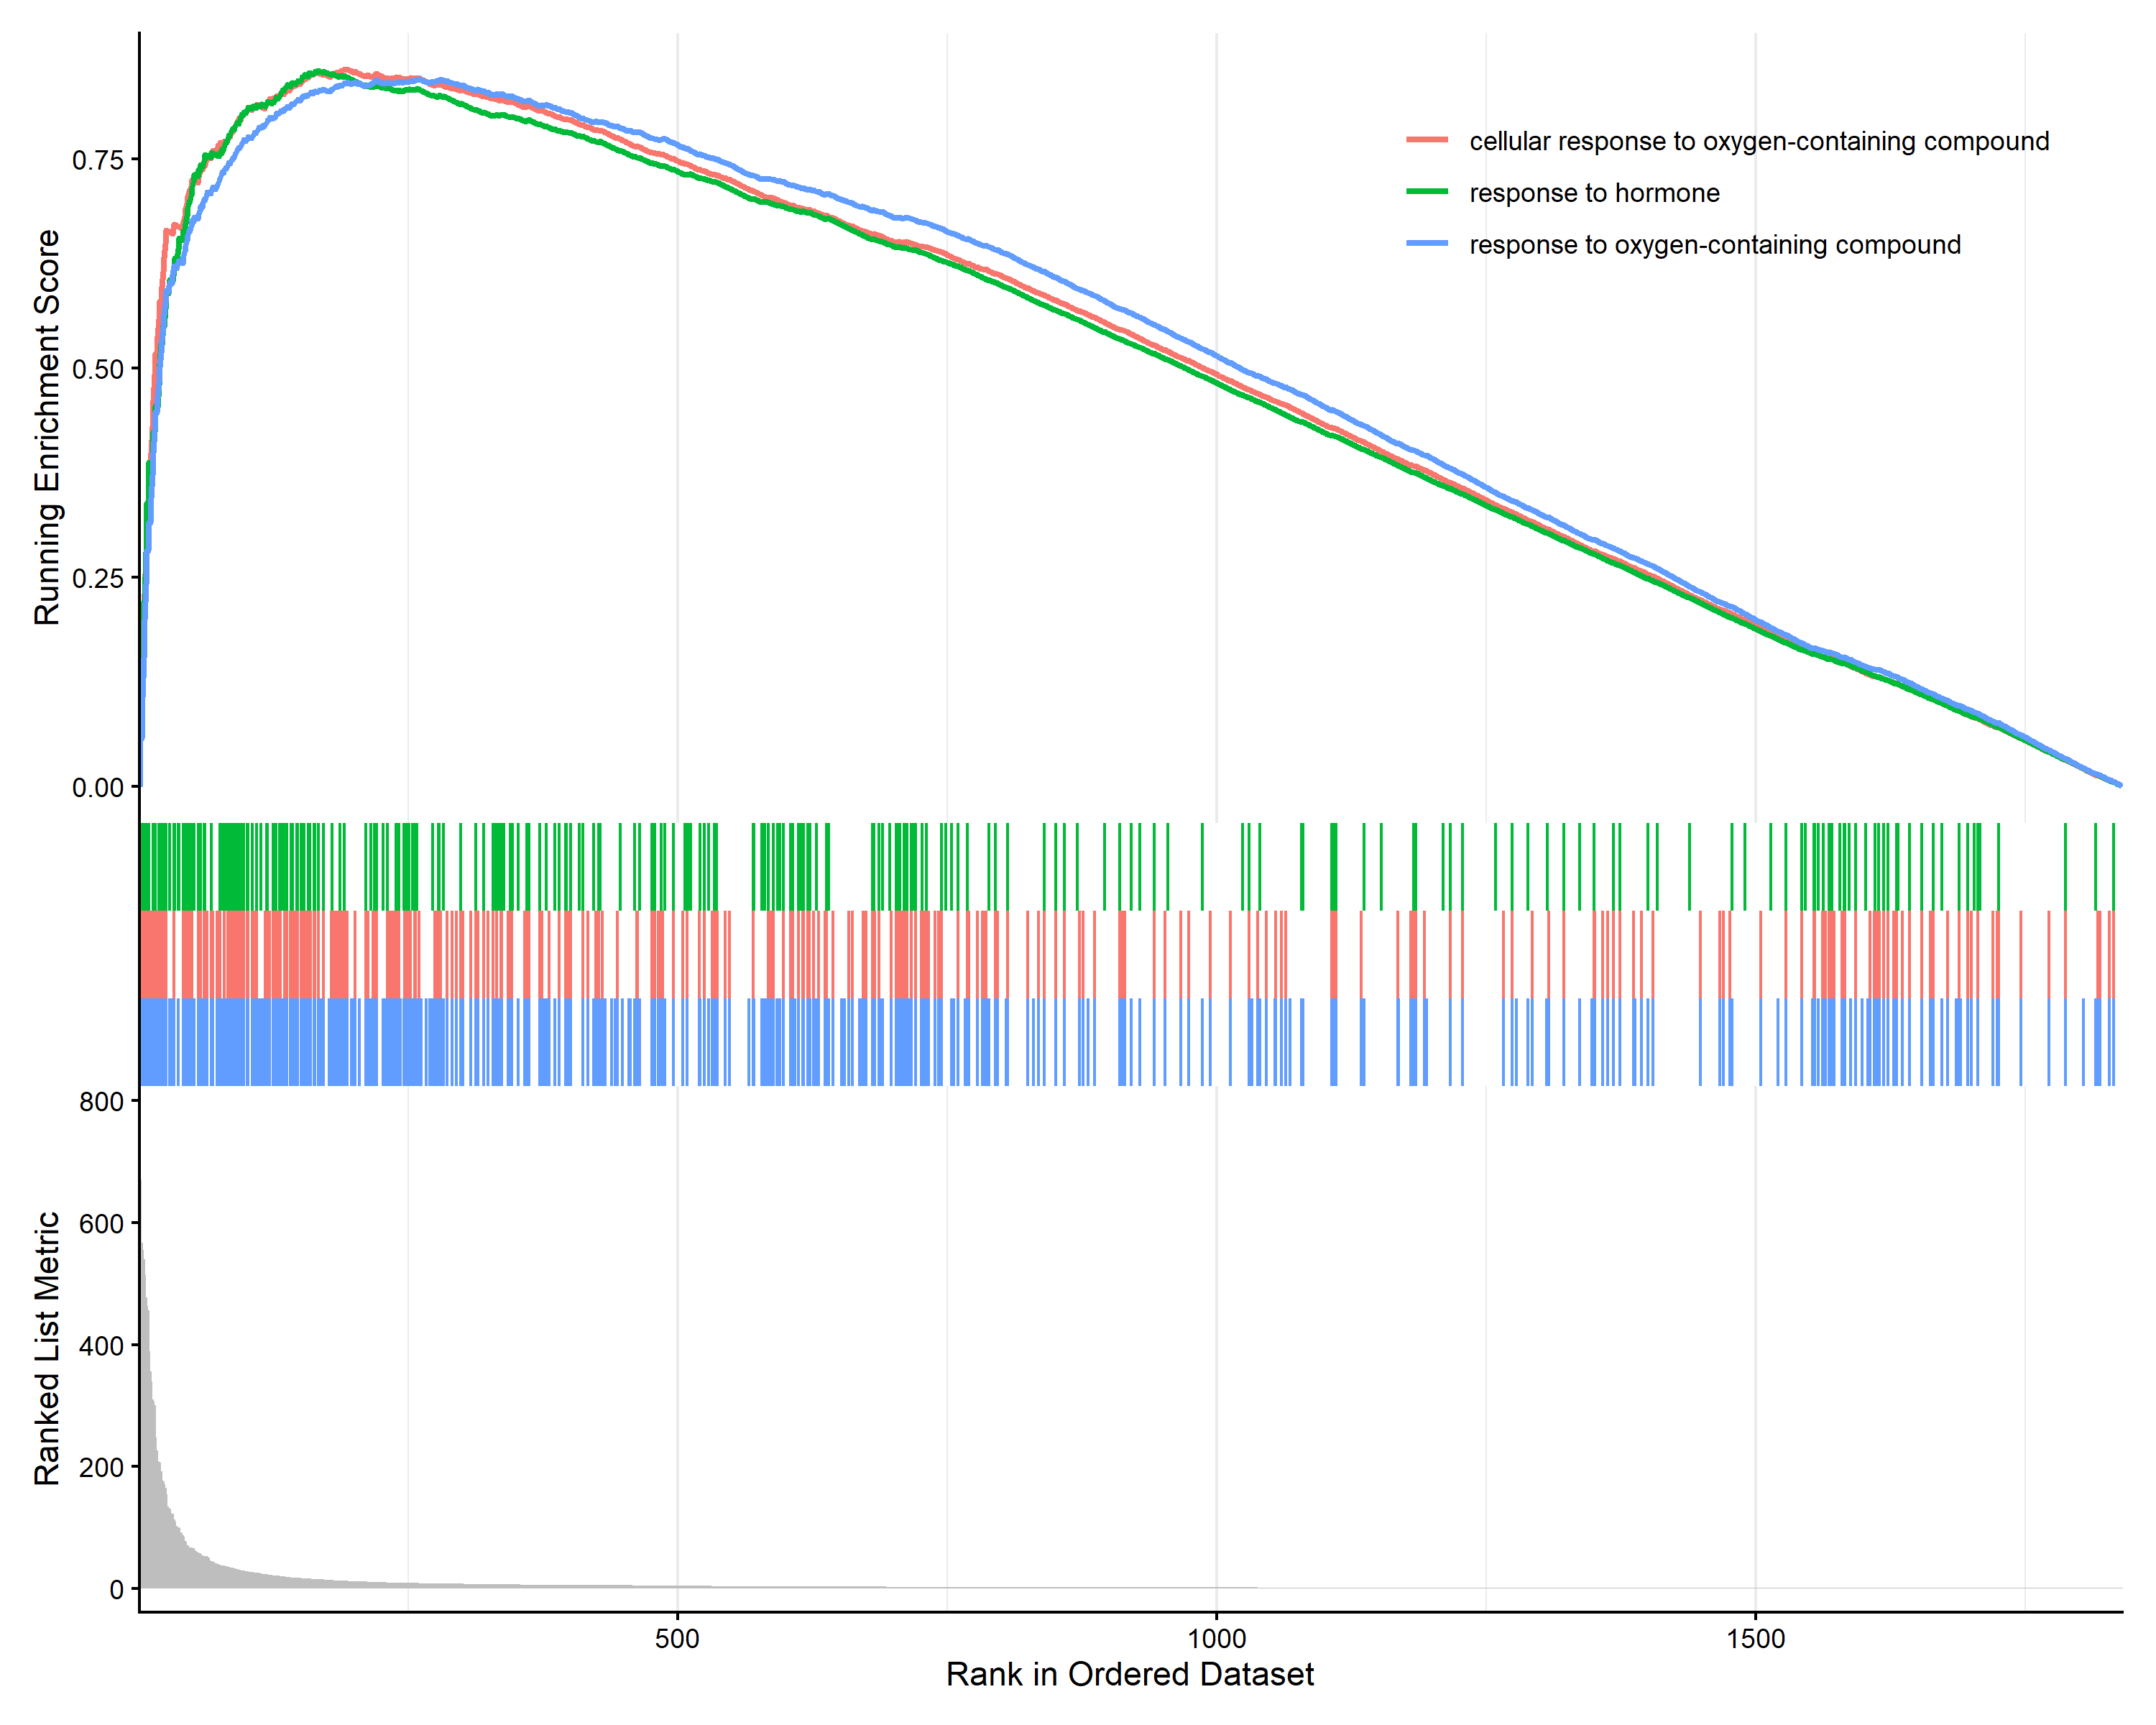 Running Enrichment Score
0.75
0.50
0.25
0.00
cellular response to oxygen-containing compound
response to hormone
response to oxygen-containing compound
Ranked List Metric
800
600
400
200
0
500
1000
1500
Rank in Ordered Dataset